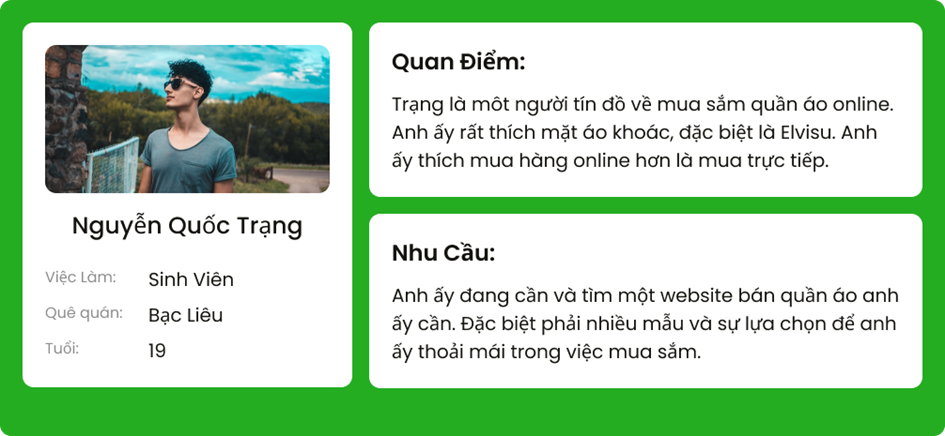 Nguyễn Quốc Trạng
Việc Làm: Sinh Viên
Quê quán: Bạc Liêu
Tuổi: 19
Quan Điểm:
Trạng là môt người tín đồ về mua sắm quần áo online.
Anh ấy rất thích mặt áo khoác, đặc biệt là Elvisu. Anh
ấy thích mua hàng online hơn là mua trực tiếp.
Nhu Cầu:
Anh ấy đang cần và tìm một website bán quần áo anh
ấy cần. Đặc biệt phải nhiều mẫu và sự lựa chọn để anh
ấy thoải mái trong việc mua sắm.